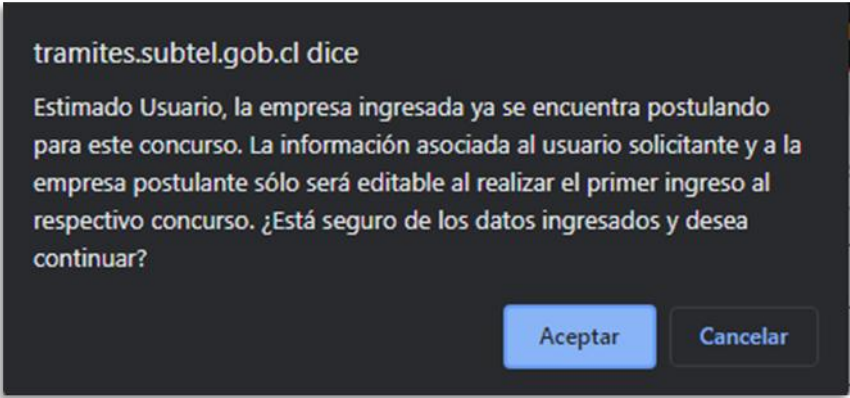 tramites.subtel.gob.cl dice
Estimado Usuario, la empresa ingresada ya se encuentra postulando
para este concurso. La información asociada al usuario solicitante y a la
empresa postulante sólo será editable al realizar el primer ingreso al
respectivo concurso. ¿Está seguro de los datos ingresados y desea
continuar?
Aceptar
Cancelar